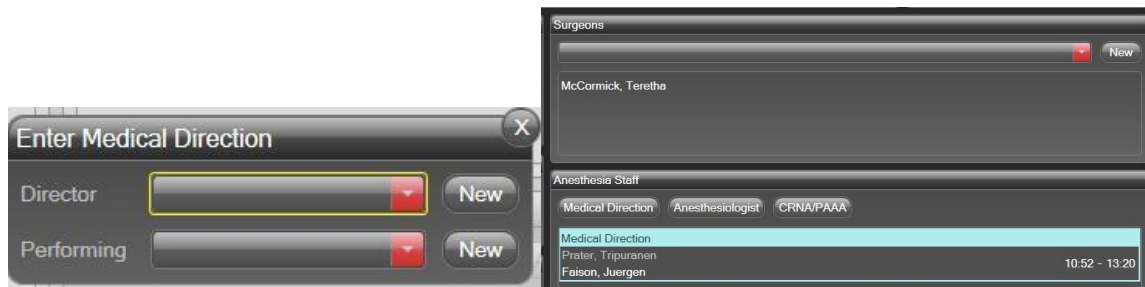 Enter Medical Direction
X
Director
New
Performing
New
Surgeons
New
McCormick, Teretha
Anesthesia Staff
Medical Direction Anesthesiologist CRNA/PAAA
Medical Direction
Prater, Tripuranen
Faison, Juergen
10:52 - 13:20